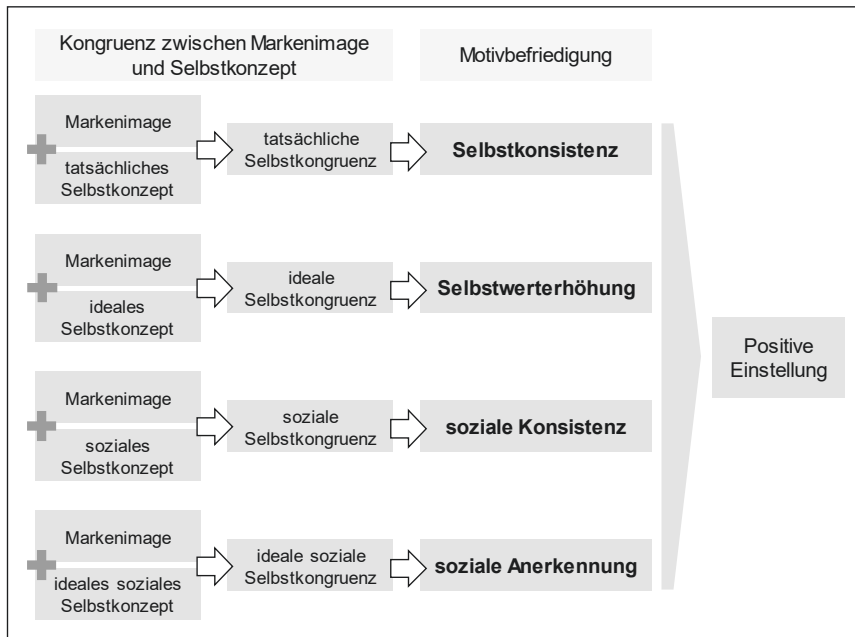 Kongruenz zwischen Markenimage
und Selbstkonzept
Motivbefriedigung
Markenimage
tatsächliches
Selbstkonzept
tatsächliche
Selbstkongruenz
Selbstkonsistenz
Markenimage
ideales
Selbstkonzept
ideale
Selbstkongruenz
Selbstwerterhöhung
Markenimage
soziales
Selbstkonzept
soziale
Selbstkongruenz
soziale Konsistenz
Markenimage
ideales soziales
Selbstkonzept
ideale soziale
Selbstkongruenz
soziale Anerkennung
Positive
Einstellung